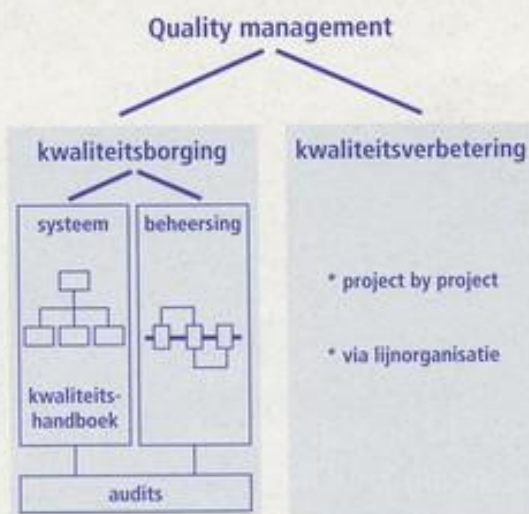 Quality management
kwaliteitsborging
systeem
kwaliteits-
handboek
beheersing
audits
kwaliteitsverbetering
* project by project
* via lijnorganisatie